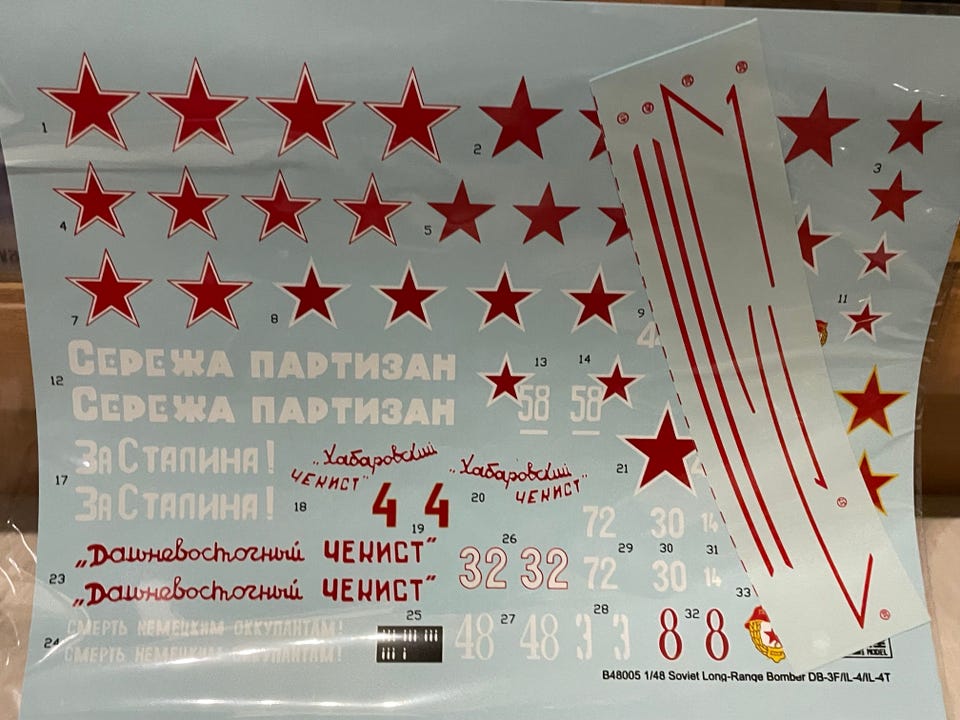 1
2
3
4
5
7
8
9
11
12
СЕРЕЖА ПАРТИЗАН
СЕРЕЖА ПАРТИЗАН
13
14
58
58
17
ЗА СТАЛИНА!
ЗА СТАЛИНА!
18
„Хабаровский
ЧЕКИСТ"
4 4
19
20
„Хабаровский
ЧЕКИСТ"
21
4
72 30 14
23
„Дашневосточный ЧЕКИСТ"
„Дашневосточный ЧЕКИСТ"
26
32 32
29
30
31
72 30 14
24
СМЕРТЬ НЕМЕЦКИМ ОККУПАНТАМ!
СМЕРТЬ НЕМЕЦКИМ ОККУПАНТАМ!
25
48
27
48
28
3 3
8
32
8
33
MODEL
B48005 1/48 Soviet Long-Range Bomber DB-3F/IL-4/IL-4T